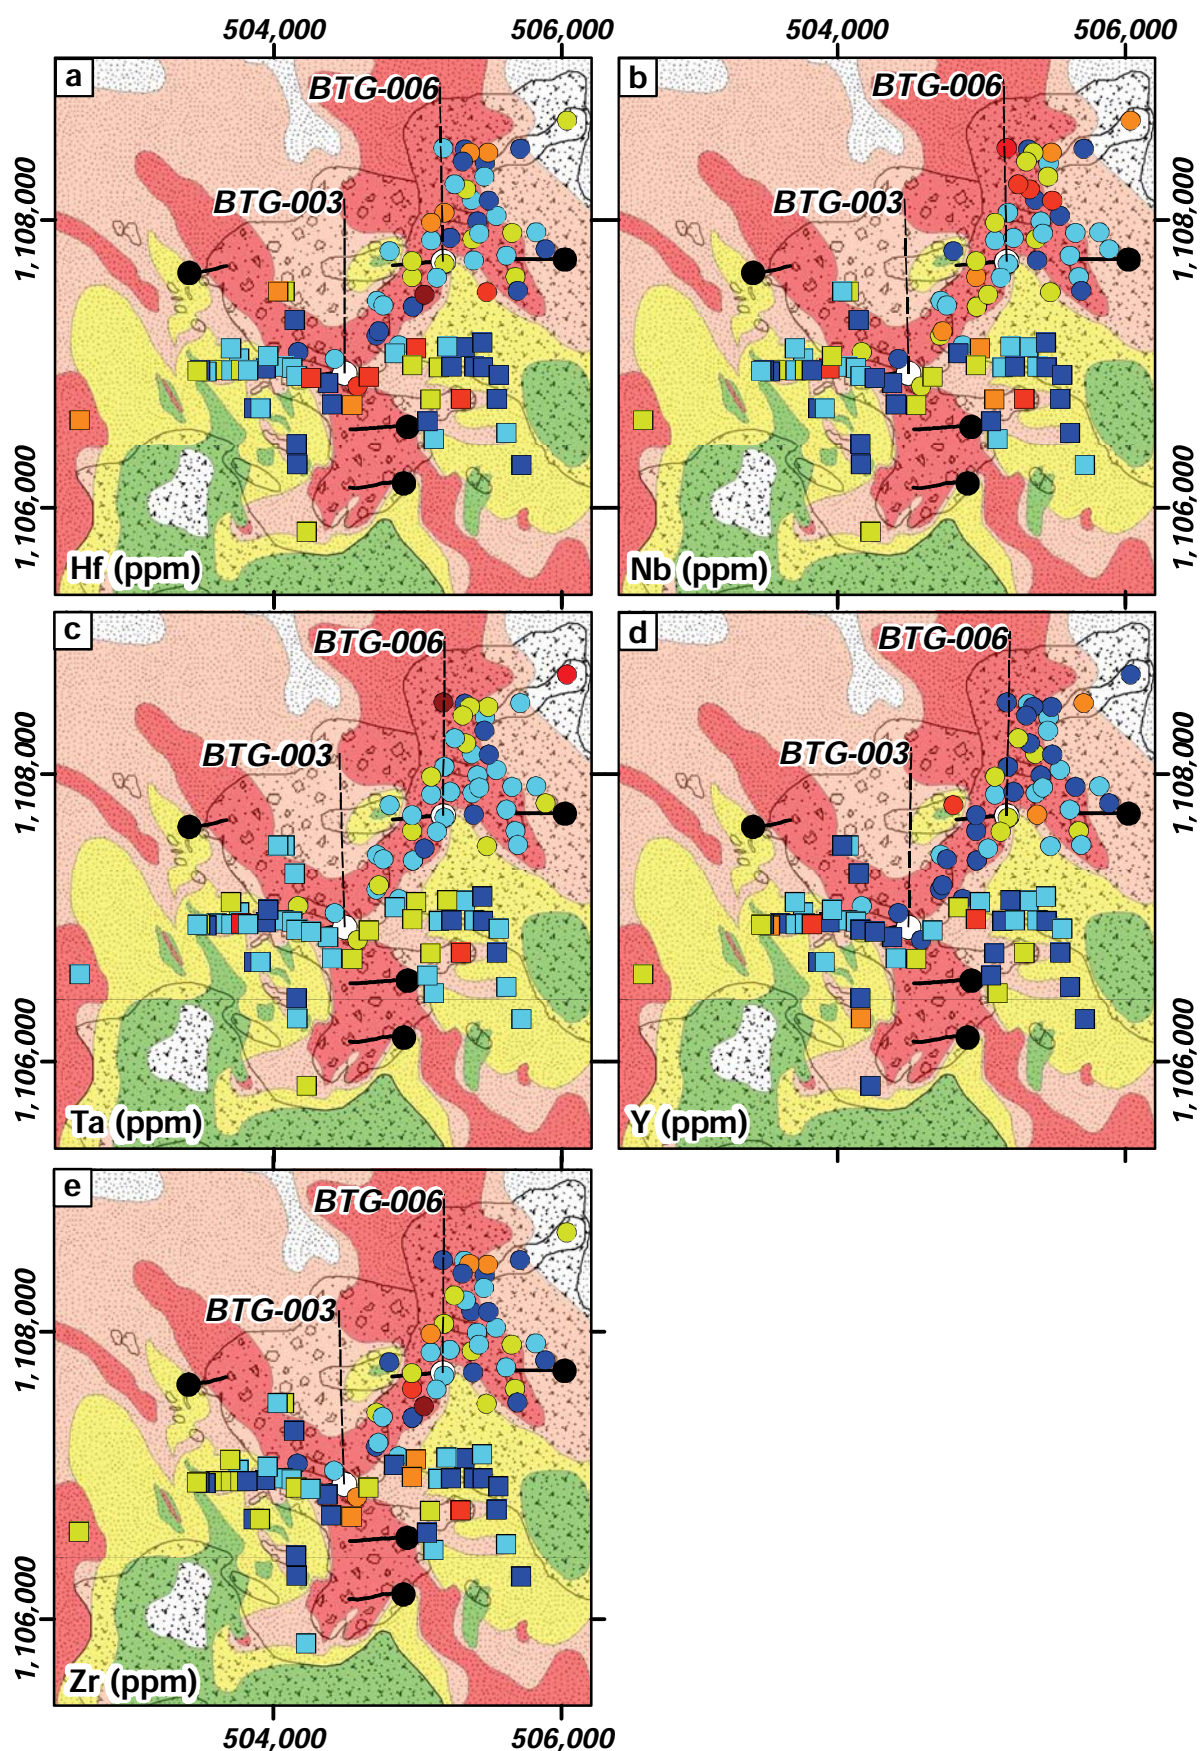 504,000 506,000 504,000 506,000
a b
BTG-006 BTG-006
BTG-003 BTG-003
1,108,000 1,108,000
1,106,000 1,106,000
Hf (ppm) Nb (ppm)
c d
BTG-006 BTG-006
BTG-003 BTG-003
1,108,000 1,108,000
1,106,000 1,106,000
Ta (ppm) Y (ppm)
e
BTG-006
BTG-003
1,108,000
1,106,000
Zr (ppm)
504,000 506,000